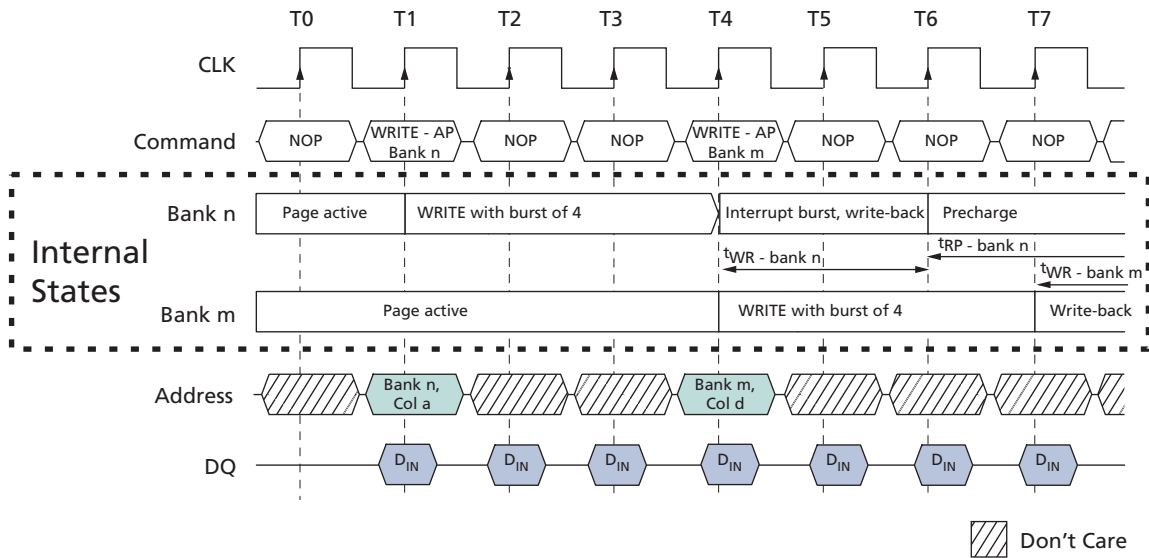 T0 T1 T2 T3 T4 T5 T6 T7
CLK
Command NOP WRITE - AP Bank n NOP NOP WRITE - AP Bank m NOP NOP NOP
Internal States
Bank n Page active WRITE with burst of 4 Interrupt burst, write-back Precharge
tWR - bank n tRP - bank n
tWR - bank m
Bank m Page active WRITE with burst of 4 Write-back
Address Bank n, Col a Bank m, Col d
DQ DIN DIN DIN DIN DIN DIN DIN
Don't Care